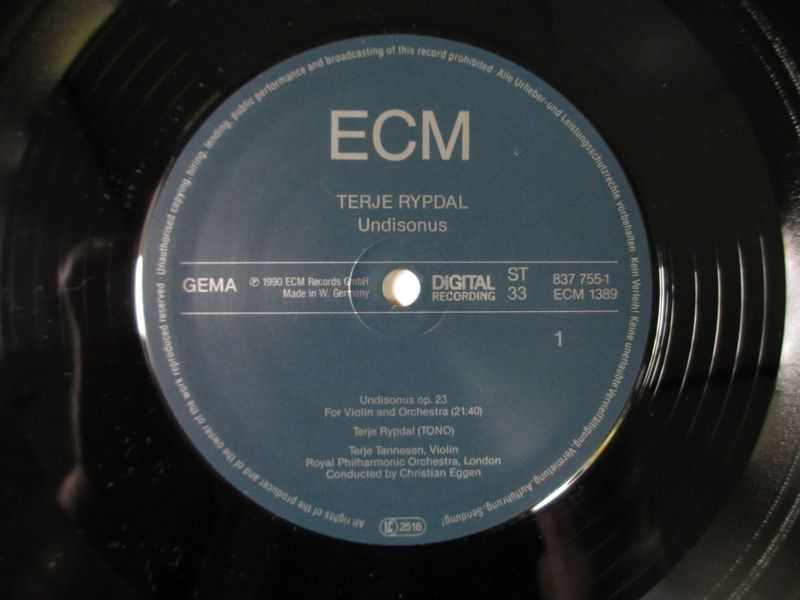 ECM
TERJE RYPDAL
Undisonus
GEMA
℗ 1990 ECM Records GmbH
Made in W. Germany
DIGITAL
RECORDING
ST
33
837 755-1
ECM 1389
1
Undisonus op. 23
For Violin and Orchestra (21:40)
Terje Rypdal (TONO)
Terje Tønnesen, Violin
Royal Philharmonic Orchestra, London
Conducted by Christian Eggen
LC 2516
All rights of the producer and of the owner of the work reproduced reserved Unauthorised copying, hiring, lending, public performance and broadcasting of this record prohibited Alle Urheber-und Leistungsschutzrechte vorbehalten Kein Verleih! Keine unerlaubte Vervielfältigung, Vermietung, Aufführung, Sendung!